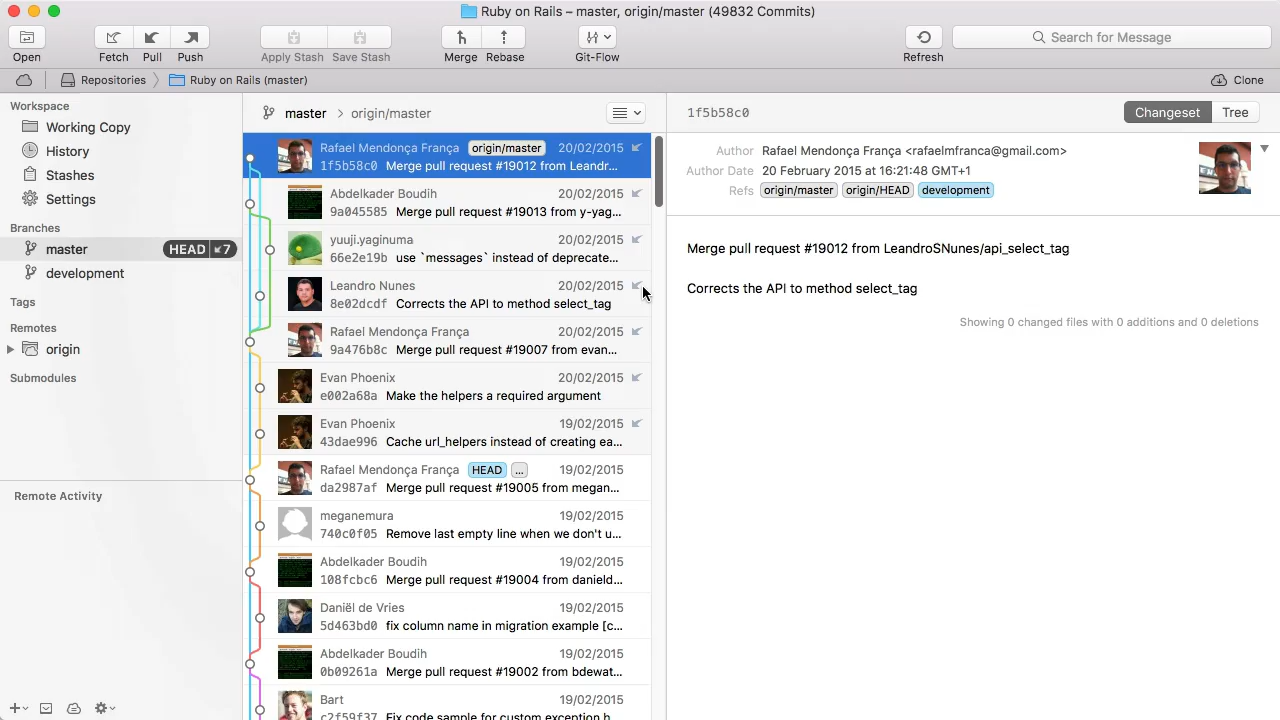 Ruby on Rails – master, origin/master (49832 Commits)
Open
Fetch
Pull
Push
Apply Stash
Save Stash
Merge
Rebase
Git-Flow
Refresh
Search for Message
Repositories
Ruby on Rails (master)
Clone
Workspace
Working Copy
History
Stashes
Settings
Branches
master
HEAD
7
development
Tags
Remotes
origin
Submodules
Remote Activity
master
origin/master
Rafael Mendonça França origin/master 20/02/2015
1f5b58c0 Merge pull request #19012 from Leandr...
Abdelkader Boudih 20/02/2015
9a045585 Merge pull request #19013 from y-yag...
yuuji.yaginuma 20/02/2015
66e2e19b use `messages` instead of deprecate...
Leandro Nunes 20/02/2015
8e02dcdf Corrects the API to method select_tag
Rafael Mendonça França 20/02/2015
9a476b8c Merge pull request #19007 from evan...
Evan Phoenix 20/02/2015
e002a68a Make the helpers a required argument
Evan Phoenix 19/02/2015
43dae996 Cache url_helpers instead of creating ea...
Rafael Mendonça França HEAD ... 19/02/2015
da2987af Merge pull request #19005 from megan...
meganemura 19/02/2015
740c0f05 Remove last empty line when we don't u...
Abdelkader Boudih 19/02/2015
Merge pull request #19004 from danield...
Daniël de Vries 19/02/2015
5d463bd0 fix column name in migration example [c...
Abdelkader Boudih 19/02/2015
Merge pull request #19002 from
Bart 19/02/2015
c2f59f37 Fix code sample for custom exception h...
1f5b58c0
Changeset
Tree
Author Rafael Mendonça França <rafaelmfranca@gmail.com>
Author Date 20 February 2015 at 16:21:48 GMT+1
Refs origin/master origin/HEAD development
Merge pull request #19012 from LeandroSNunes/api_select_tag
Corrects the API to method select_tag
Showing 0 changed files with 0 additions and 0 deletions